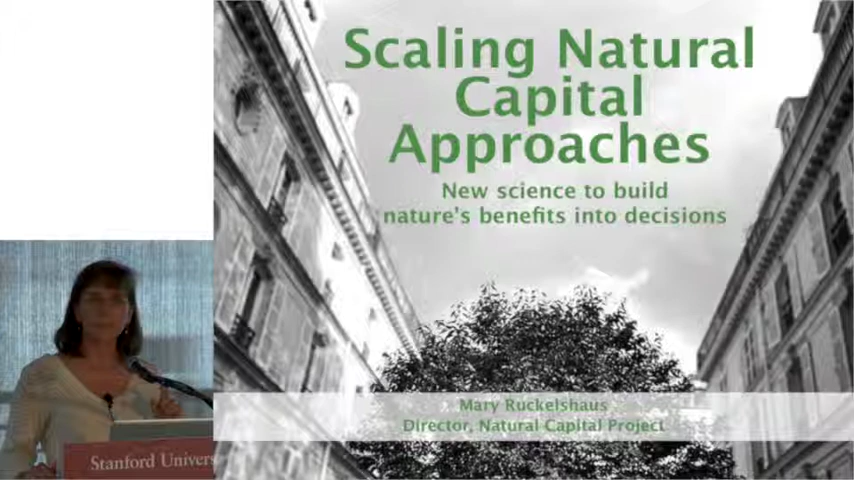 Scaling Natural
Capital
Approaches
New science to build
nature's benefits into decisions
Mary Ruckelshaus
Director, Natural Capital Project
Stanford Univers